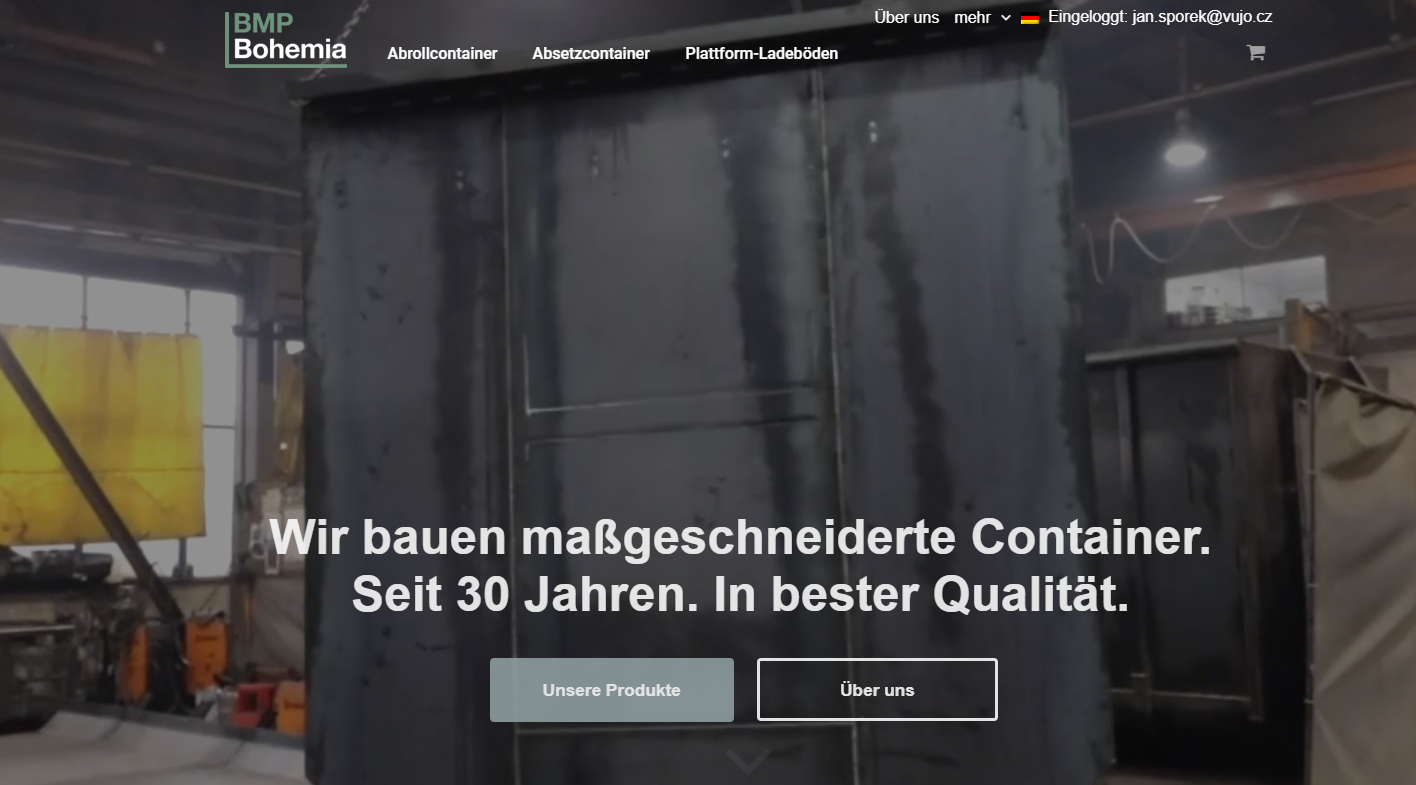 BMP
Bohemia
Über uns mehr Eingeloggt: jan.sporek@vujo.cz
Abrollcontainer Absetzcontainer Plattform-Ladeböden
Wir bauen maßgeschneiderte Container.
Seit 30 Jahren. In bester Qualität.
Unsere Produkte Über uns